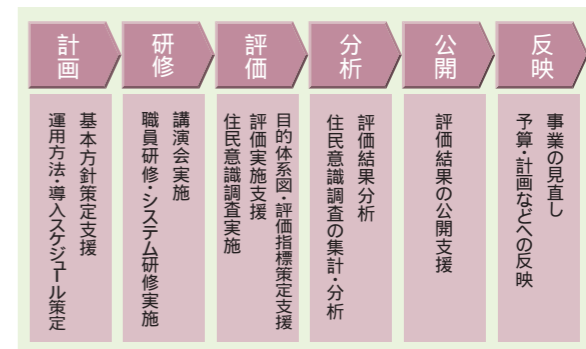 計画
基本方針策定支援
運用方法・導入スケジュール策定
研修
講演会実施
職員研修・システム研修実施
評価
目的体系図・評価指標策定支援
評価実施支援
住民意識調査実施
分析
評価結果分析
住民意識調査の集計・分析
公開
評価結果の公開支援
反映
事業の見直し
予算・計画などへの反映